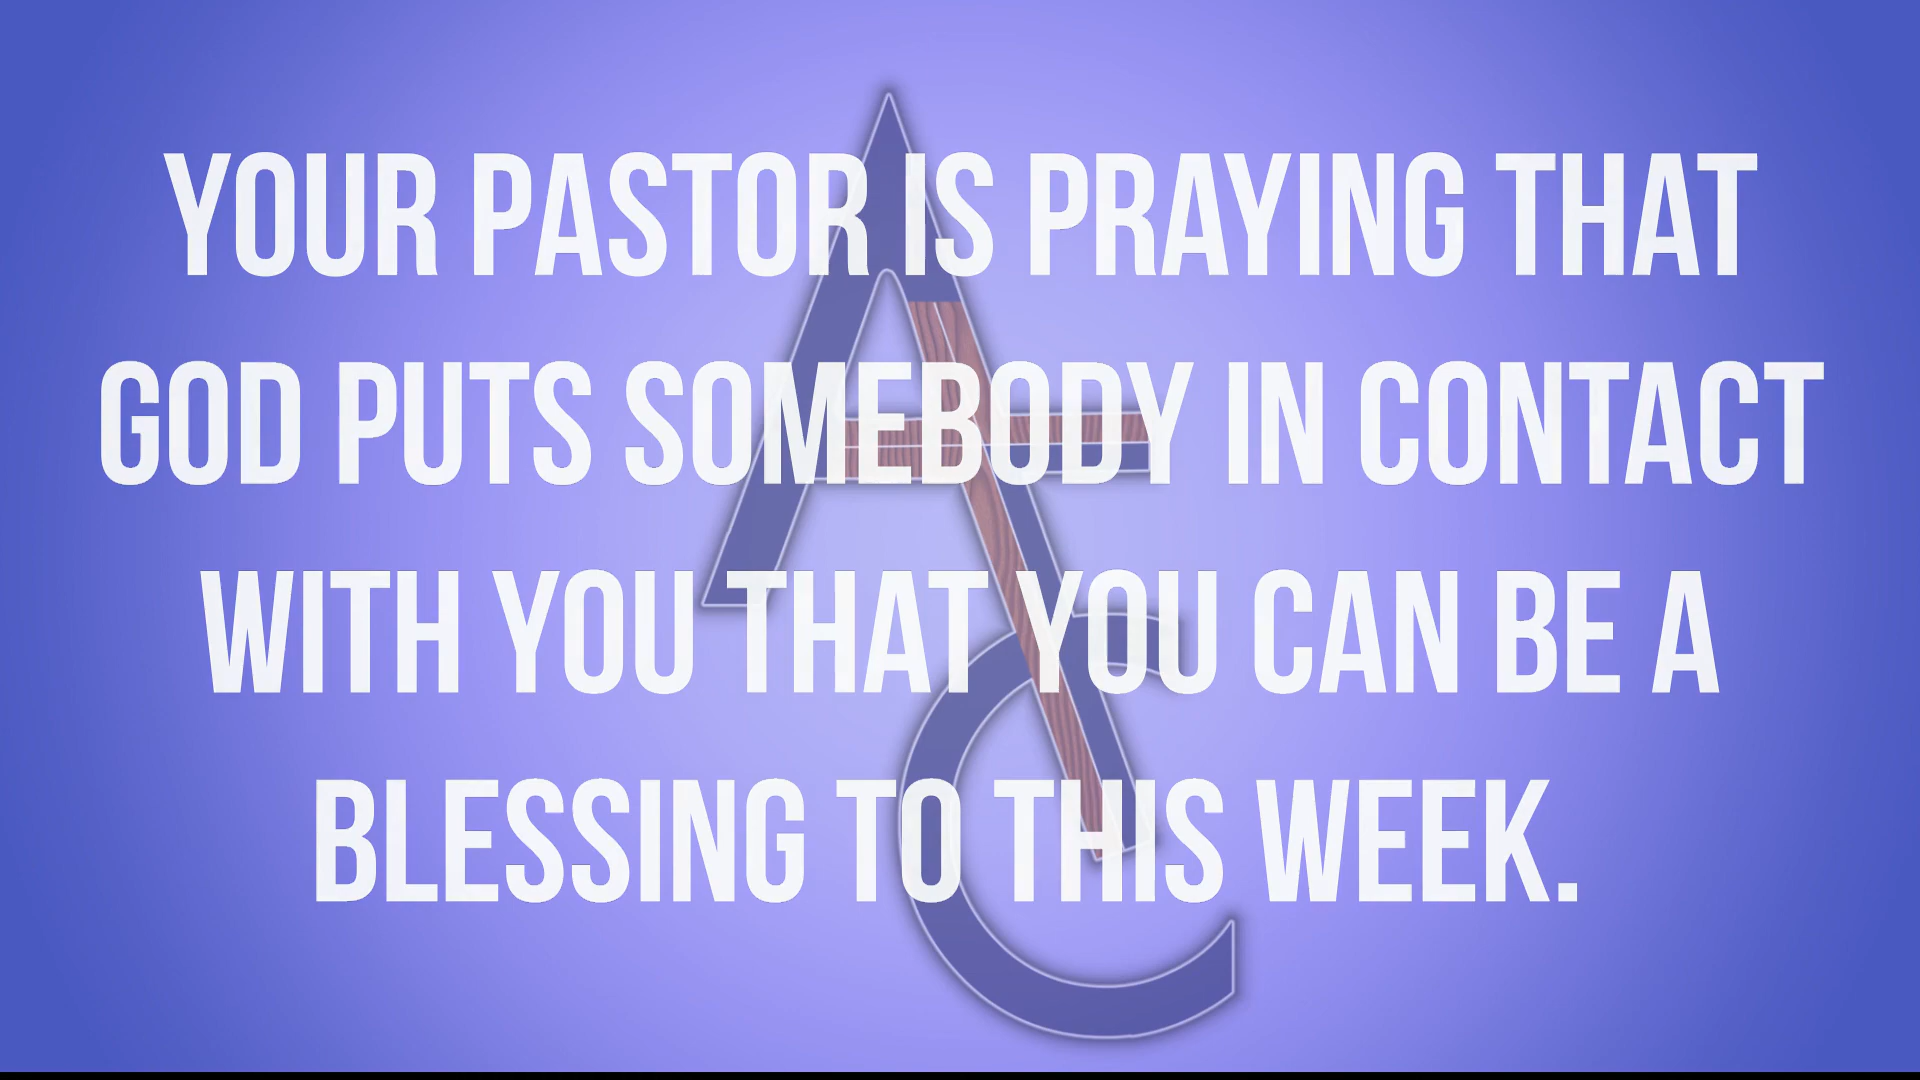 YOUR PASTOR IS PRAYING THAT
GOD PUTS SOMEBODY IN CONTACT
WITH YOU THAT YOU CAN BE A
BLESSING TO THIS WEEK.
AC